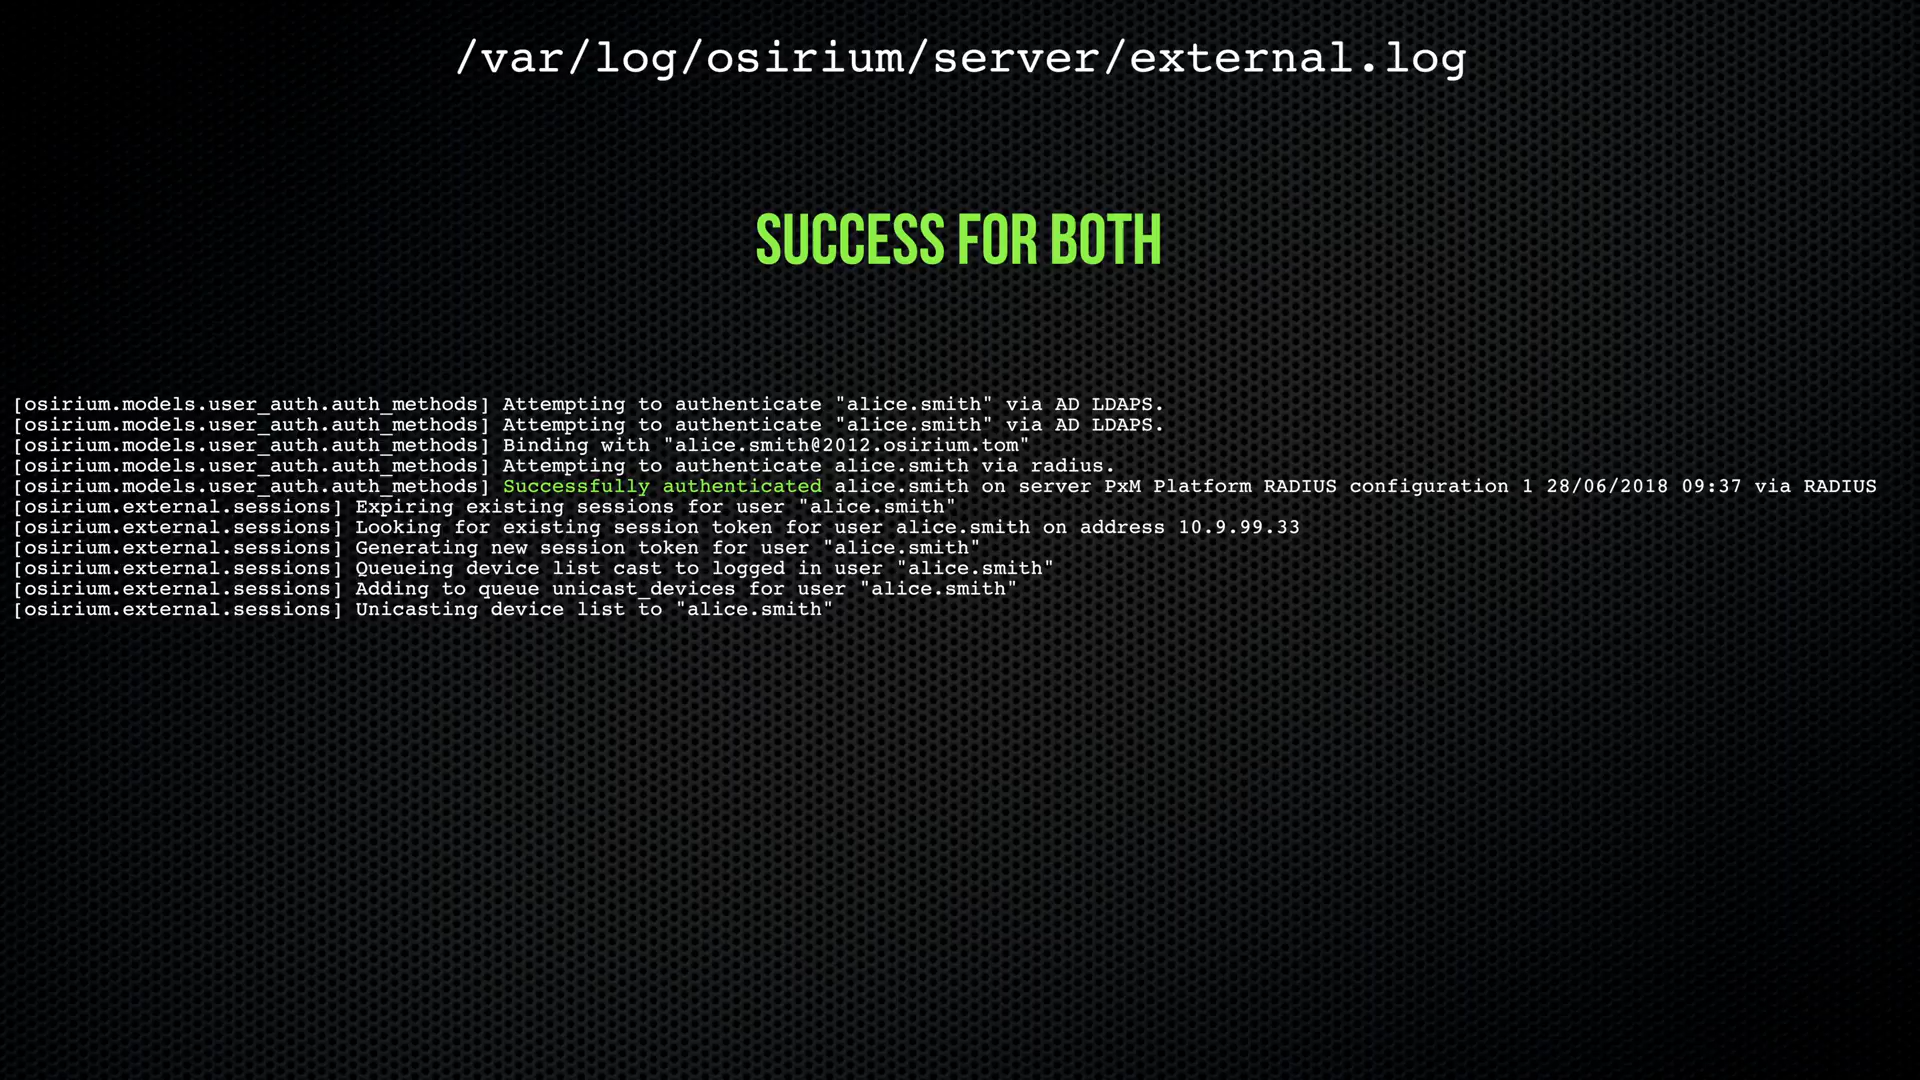 /var/log/osirium/server/external.log
SUCCESS FOR BOTH
[osirium.models.user_auth.auth_methods] Attempting to authenticate "alice.smith" via AD LDAPS.
[osirium.models.user_auth.auth_methods] Attempting to authenticate "alice.smith" via AD LDAPS.
[osirium.models.user_auth.auth_methods] Binding with "alice.smith@2012.osirium.tom"
[osirium.models.user_auth.auth_methods] Attempting to authenticate alice.smith via radius.
[osirium.models.user_auth.auth_methods] Successfully authenticated alice.smith on server PxM Platform RADIUS configuration 1 28/06/2018 09:37 via RADIUS
[osirium.external.sessions] Expiring existing sessions for user "alice.smith"
[osirium.external.sessions] Looking for existing session token for user alice.smith on address 10.9.99.33
[osirium.external.sessions] Generating new session token for user "alice.smith"
[osirium.external.sessions] Queueing device list cast to logged in user "alice.smith"
[osirium.external.sessions] Adding to queue unicast_devices for user "alice.smith"
[osirium.external.sessions] Unicasting device list to "alice.smith"